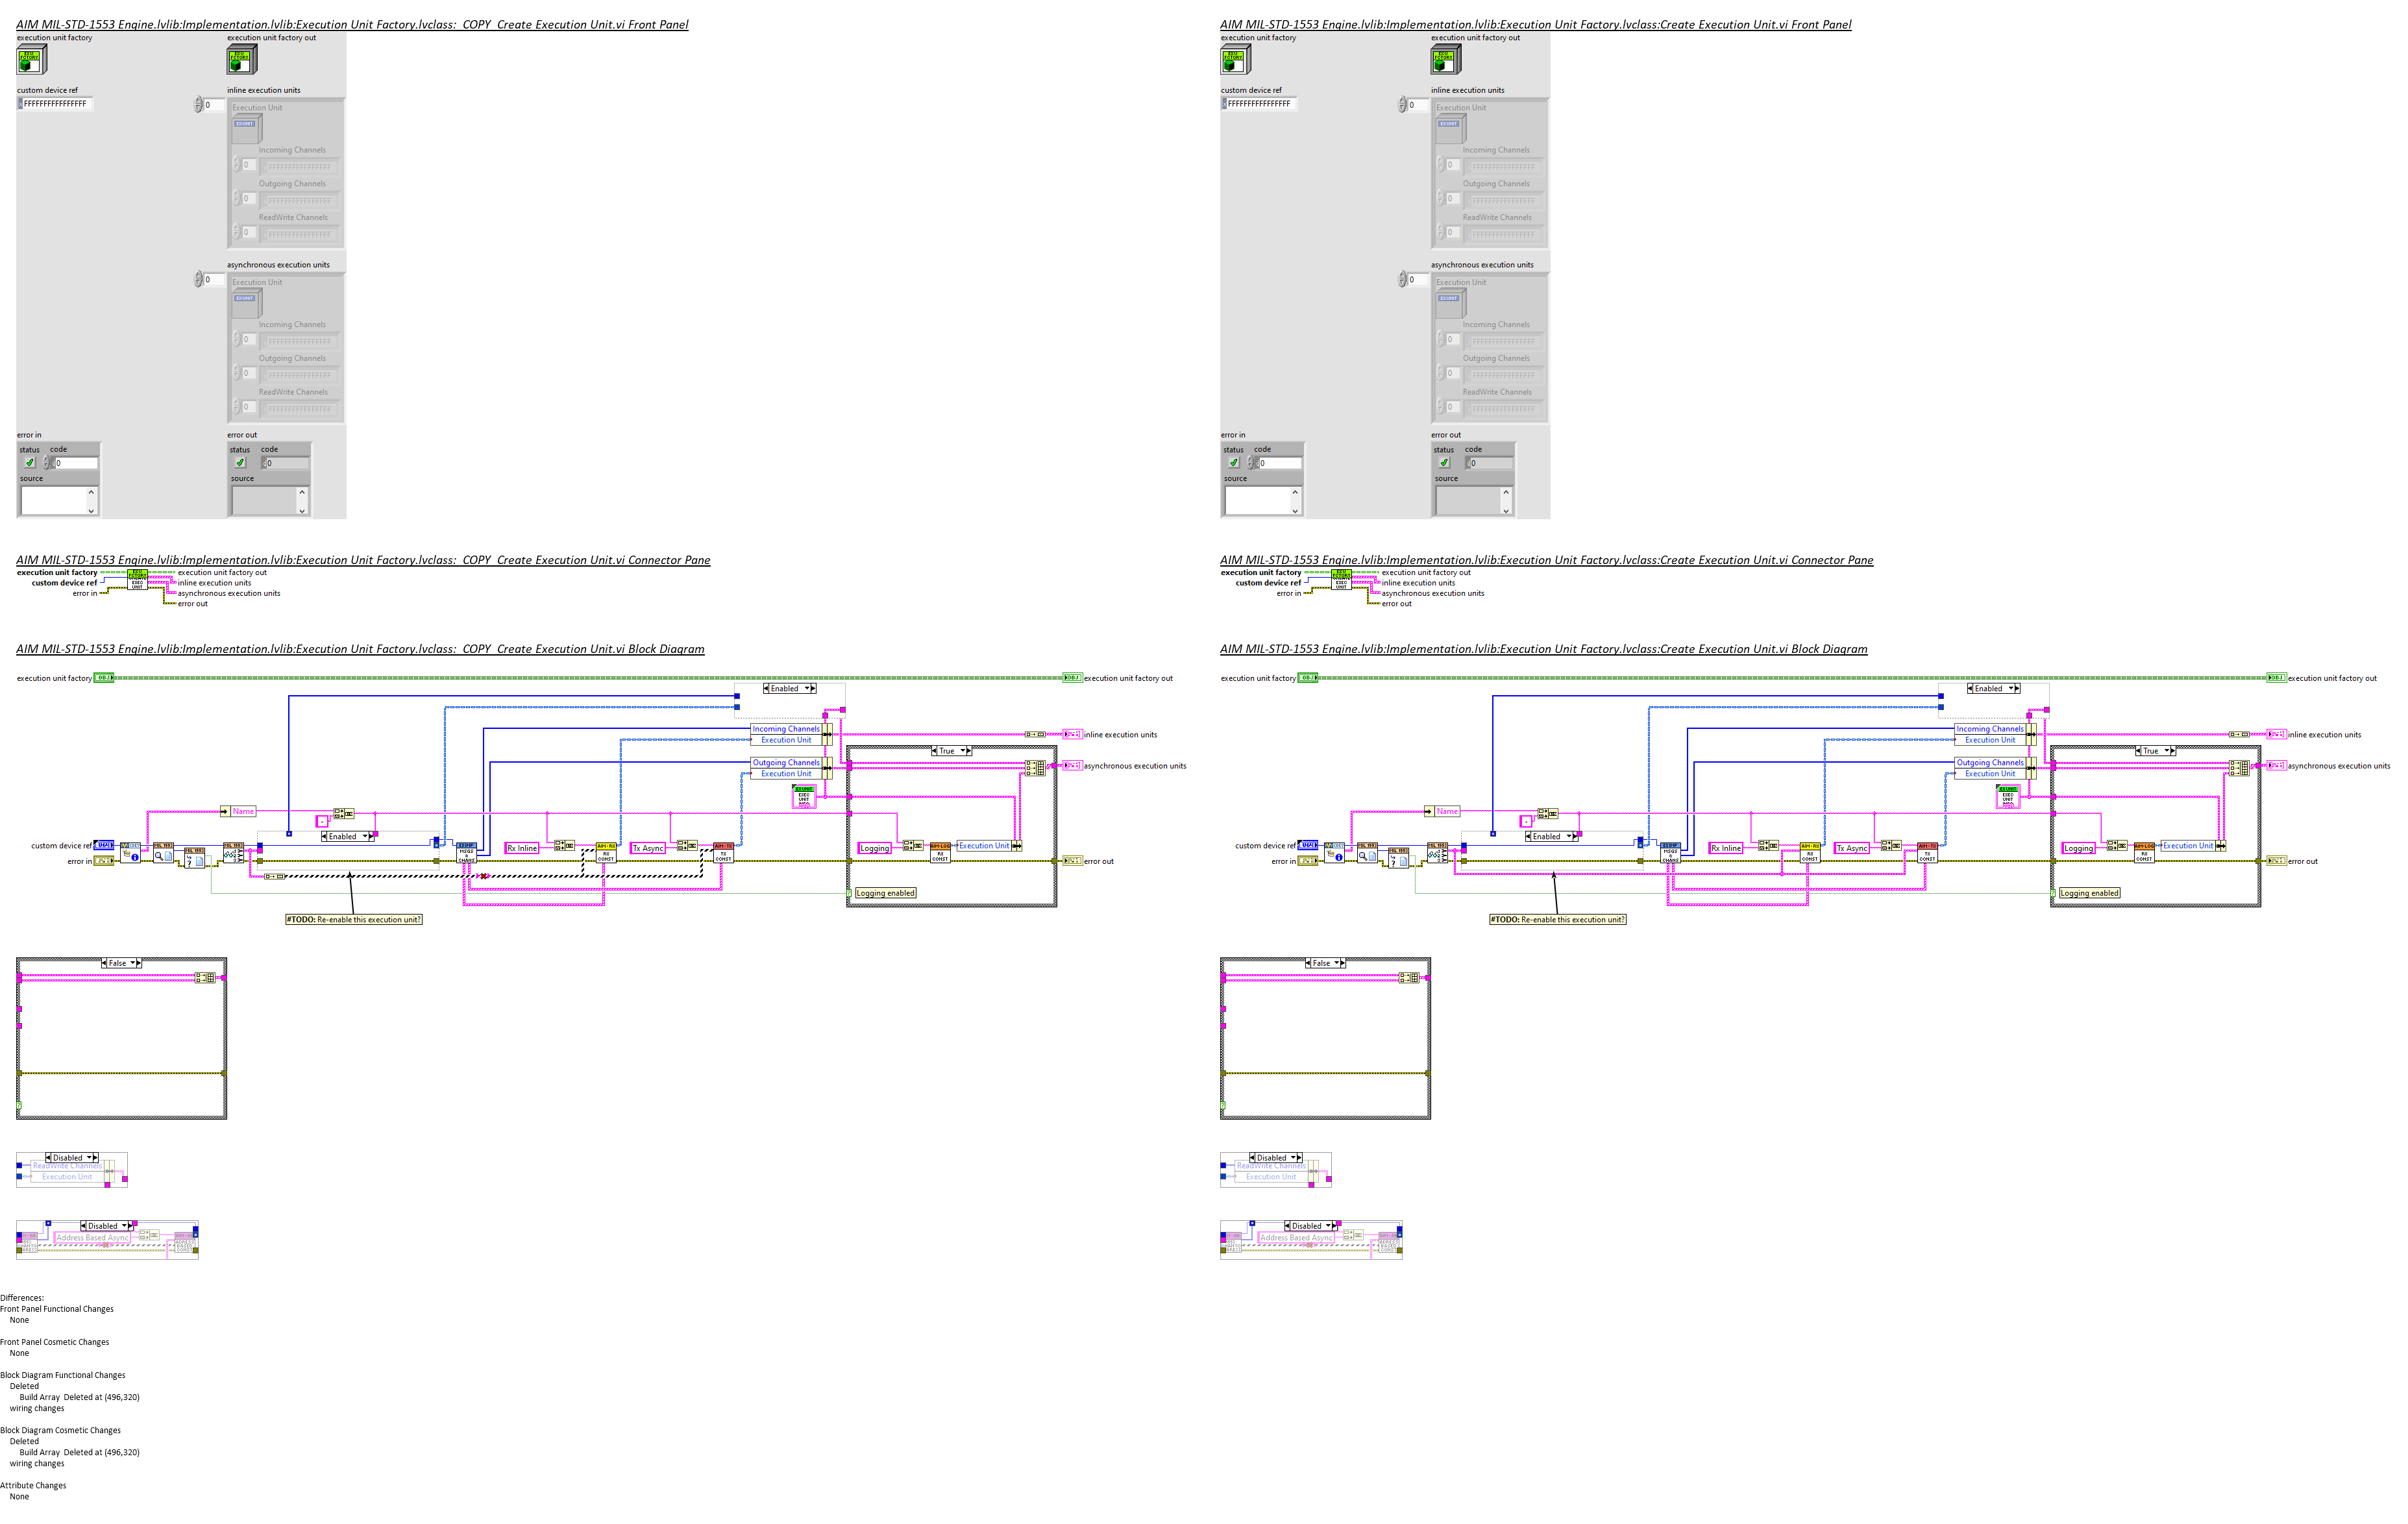 AIM MIL-STD-1553 Engine.lvlib:Implementation.lvlib:Execution Unit Factory.lvclass:_COPY_Create Execution Unit.vi Front Panel
execution unit factory
execution unit factory out
custom device ref
FFFFFFFFFFFFFFFF
inline execution units
0
Execution Unit
Incoming Channels
0
FFFFFFFFFFFFFFFF
Outgoing Channels
0
FFFFFFFFFFFFFFFF
ReadWrite Channels
0
FFFFFFFFFFFFFFFF
asynchronous execution units
0
Execution Unit
Incoming Channels
0
FFFFFFFFFFFFFFFF
Outgoing Channels
0
FFFFFFFFFFFFFFFF
ReadWrite Channels
0
FFFFFFFFFFFFFFFF
error in
error out
status code
0
source
status code
0
source
AIM MIL-STD-1553 Engine.lvlib:Implementation.lvlib:Execution Unit Factory.lvclass:Create Execution Unit.vi Front Panel
execution unit factory
execution unit factory out
custom device ref
FFFFFFFFFFFFFFFF
inline execution units
0
Execution Unit
Incoming Channels
0
FFFFFFFFFFFFFFFF
Outgoing Channels
0
FFFFFFFFFFFFFFFF
ReadWrite Channels
0
FFFFFFFFFFFFFFFF
asynchronous execution units
0
Execution Unit
Incoming Channels
0
FFFFFFFFFFFFFFFF
Outgoing Channels
0
FFFFFFFFFFFFFFFF
ReadWrite Channels
0
FFFFFFFFFFFFFFFF
error in
error out
status code
0
source
status code
0
source
AIM MIL-STD-1553 Engine.lvlib:Implementation.lvlib:Execution Unit Factory.lvclass:_COPY_Create Execution Unit.vi Connector Pane
execution unit factory
custom device ref
error in
execution unit factory out
inline execution units
asynchronous execution units
error out
AIM MIL-STD-1553 Engine.lvlib:Implementation.lvlib:Execution Unit Factory.lvclass:Create Execution Unit.vi Connector Pane
execution unit factory
custom device ref
error in
execution unit factory out
inline execution units
asynchronous execution units
error out
AIM MIL-STD-1553 Engine.lvlib:Implementation.lvlib:Execution Unit Factory.lvclass:_COPY_Create Execution Unit.vi Block Diagram
execution unit factory
execution unit factory out
Enabled
Incoming Channels
Execution Unit
inline execution units
True
Outgoing Channels
Execution Unit
asynchronous execution units
Name
Enabled
custom device ref
Rx Inline
Tx Async
Logging
Execution Unit
error in
error out
Logging enabled
#TODO: Re-enable this execution unit?
False
Disabled
ReadWrite Channels
Execution Unit
Disabled
Address Based Async
AIM MIL-STD-1553 Engine.lvlib:Implementation.lvlib:Execution Unit Factory.lvclass:Create Execution Unit.vi Block Diagram
execution unit factory
execution unit factory out
Enabled
Incoming Channels
Execution Unit
inline execution units
True
Outgoing Channels
Execution Unit
asynchronous execution units
Name
Enabled
custom device ref
Rx Inline
Tx Async
Logging
Execution Unit
error in
error out
Logging enabled
#TODO: Re-enable this execution unit?
False
Disabled
ReadWrite Channels
Execution Unit
Disabled
Address Based Async
Differences:
Front Panel Functional Changes
None
Front Panel Cosmetic Changes
None
Block Diagram Functional Changes
Deleted
Build Array Deleted at (496,320)
wiring changes
Block Diagram Cosmetic Changes
Deleted
Build Array Deleted at (496,320)
wiring changes
Attribute Changes
None